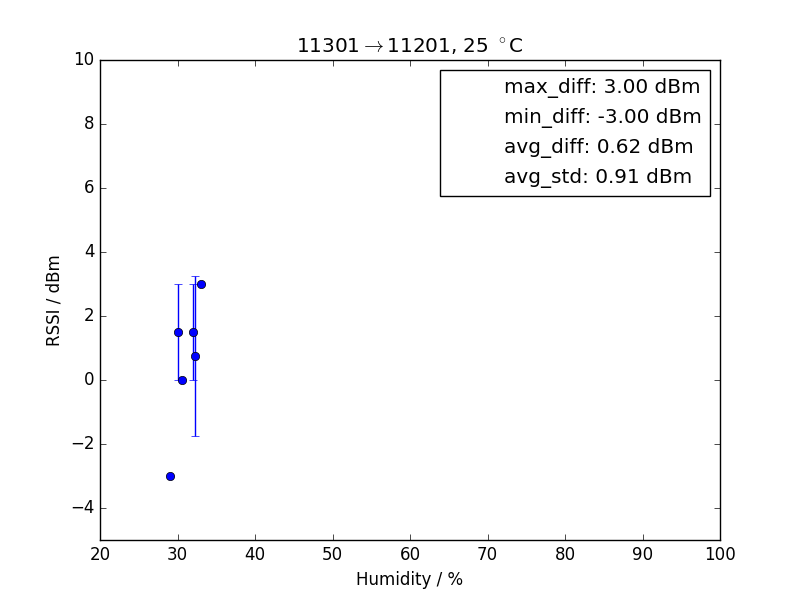 11301→11201, 25 °C
max_diff: 3.00 dBm
min_diff: -3.00 dBm
avg_diff: 0.62 dBm
avg_std: 0.91 dBm
RSSI / dBm
10
8
6
4
2
0
−2
−4
20 30 40 50 60 70 80 90 100
Humidity / %